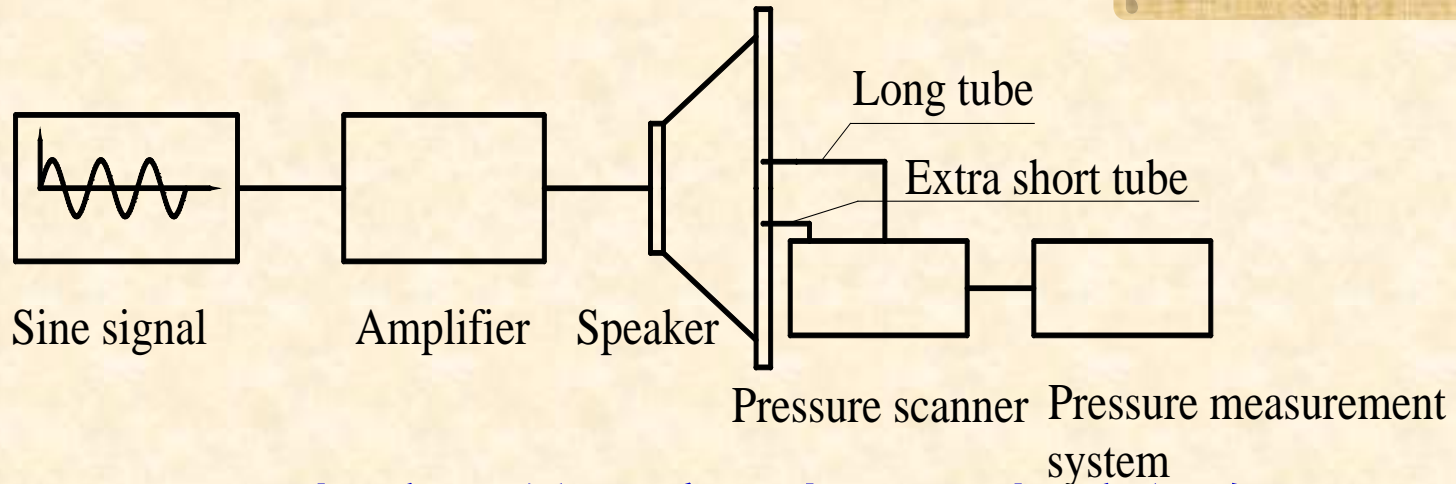 Long tube
Extra short tube
Sine signal
Amplifier
Speaker
Pressure scanner
Pressure measurement
system